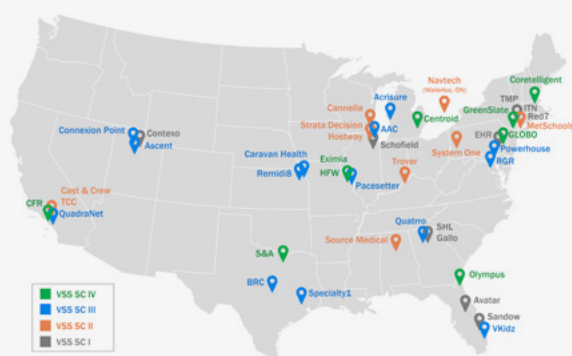 Navtech
(Waterloo, ON)
Coretelligent
Acrisure
TMP
ITN
GreenSlate
Red7
MetSchools
Cannella
Centroid
Strata Decision
AAC
Hostway
Schofield
EHR
GLOBO
Powerhouse
RGR
System One
Connexion Point
Contexo
Ascent
Caravan Health
Remidi8
Eximia
HFW
Pacesetter
Trover
Cast & Crew
TCC
CFR
QuadraNet
Quatrro
SHL
Gallo
Source Medical
S&A
BRC
Specialty1
Olympus
Avatar
Sandow
VKidz
VSS SC IV
VSS SC III
VSS SC II
VSS SC I